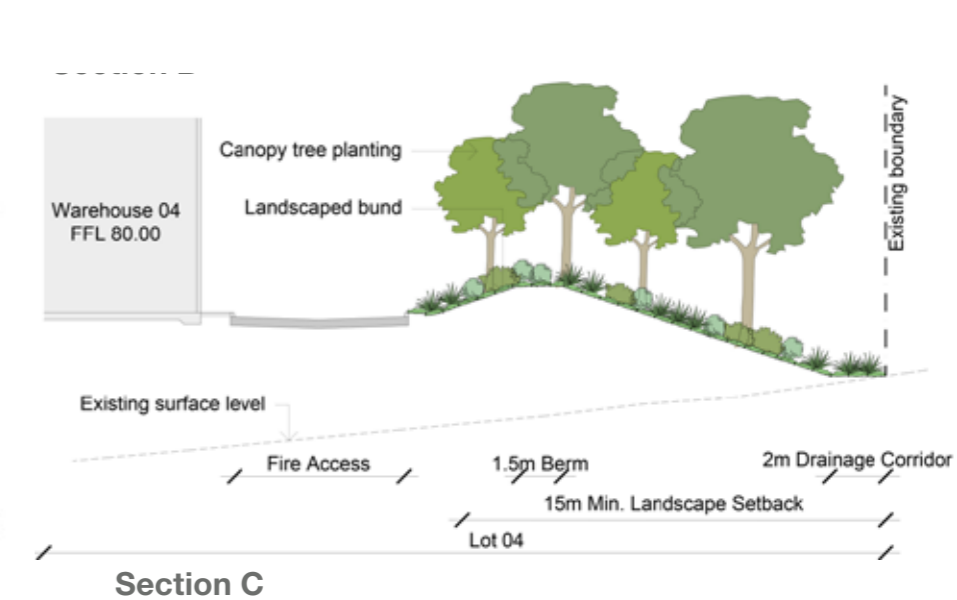 Canopy tree planting
Existing boundary
Warehouse 04
FFL 80.00
Landscaped bund
Existing surface level
Fire Access
1.5m Berm
2m Drainage Corridor
15m Min. Landscape Setback
Lot 04
Section C